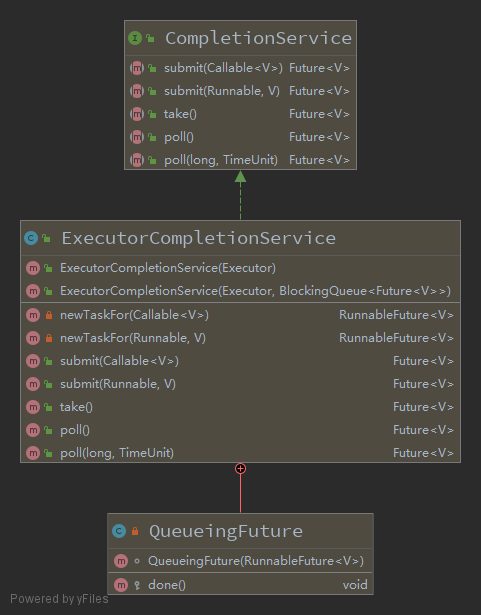 CompletionService
submit(Callable<V>) Future<V>
submit(Runnable, V) Future<V>
take() Future<V>
poll() Future<V>
poll(long, TimeUnit) Future<V>
ExecutorCompletionService
ExecutorCompletionService(Executor)
ExecutorCompletionService(Executor, BlockingQueue<Future<V>>)
newTaskFor(Callable<V>) RunnableFuture<V>
newTaskFor(Runnable, V) RunnableFuture<V>
submit(Callable<V>) Future<V>
submit(Runnable, V) Future<V>
take() Future<V>
poll() Future<V>
poll(long, TimeUnit) Future<V>
QueueingFuture
QueueingFuture(RunnableFuture<V>)
done() void
Powered by yFiles